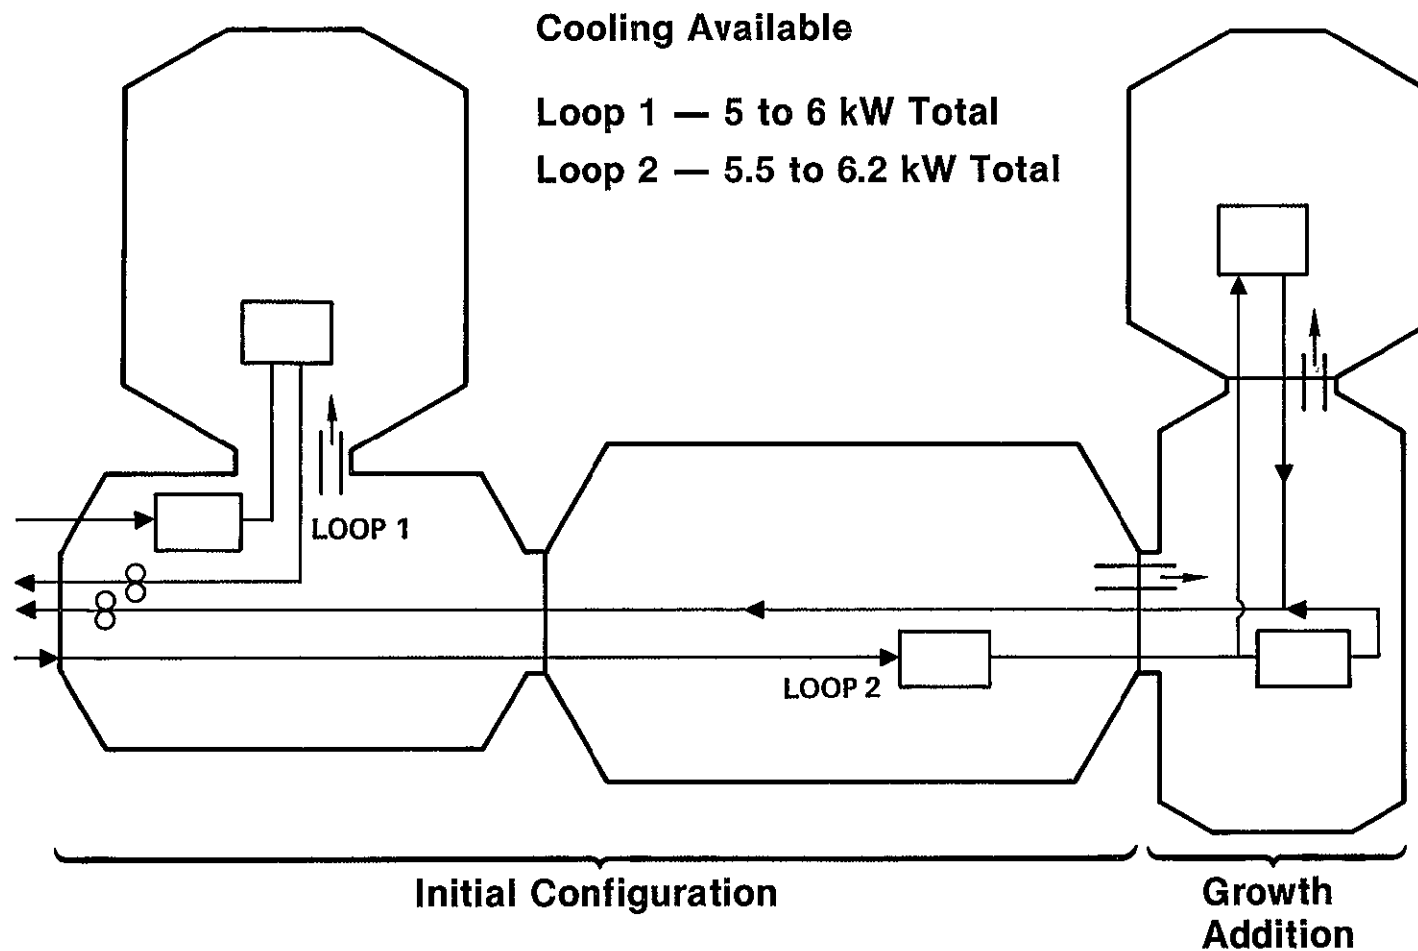 Cooling Available
Loop 1 — 5 to 6 kW Total
Loop 2 — 5.5 to 6.2 kW Total
LOOP 1
LOOP 2
Initial Configuration
Growth
Addition